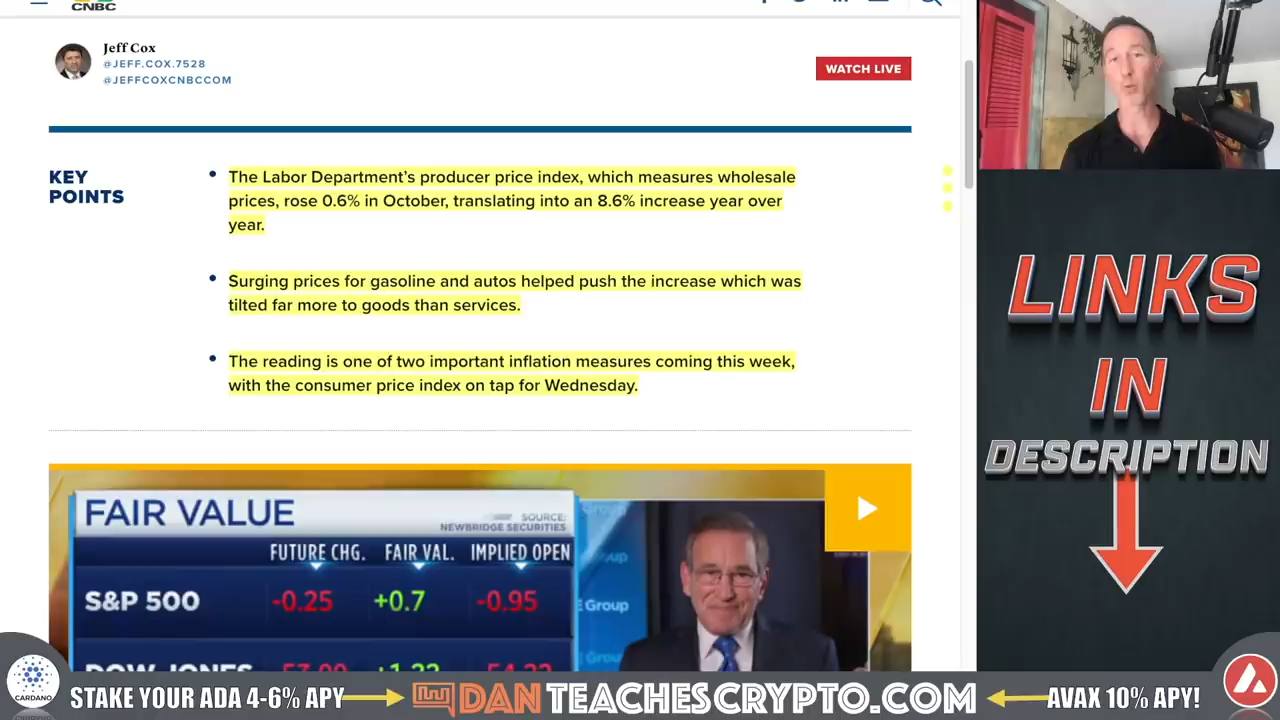 CNBC
Jeff Cox
@JEFF.COX.7528
@JEFFCOXCNBCCOM
WATCH LIVE
KEY
POINTS
The Labor Department's producer price index, which measures wholesale
prices, rose 0.6% in October, translating into an 8.6% increase year over
year.
Surging prices for gasoline and autos helped push the increase which was
tilted far more to goods than services.
The reading is one of two important inflation measures coming this week,
with the consumer price index on tap for Wednesday.
FAIR VALUE
SOURCE:
NEWBRIDGE SECURITIES
FUTURE CHG. FAIR VAL. IMPLIED OPEN
S&P 500 -0.25 +0.7 -0.95
DOW JONES
Group
Group
LINKS
IN
DESCRIPTION
CARDANO
STAKE YOUR ADA 4-6% APY
DANTEACHESCRYPTO.COM
AVAX 10% APY!